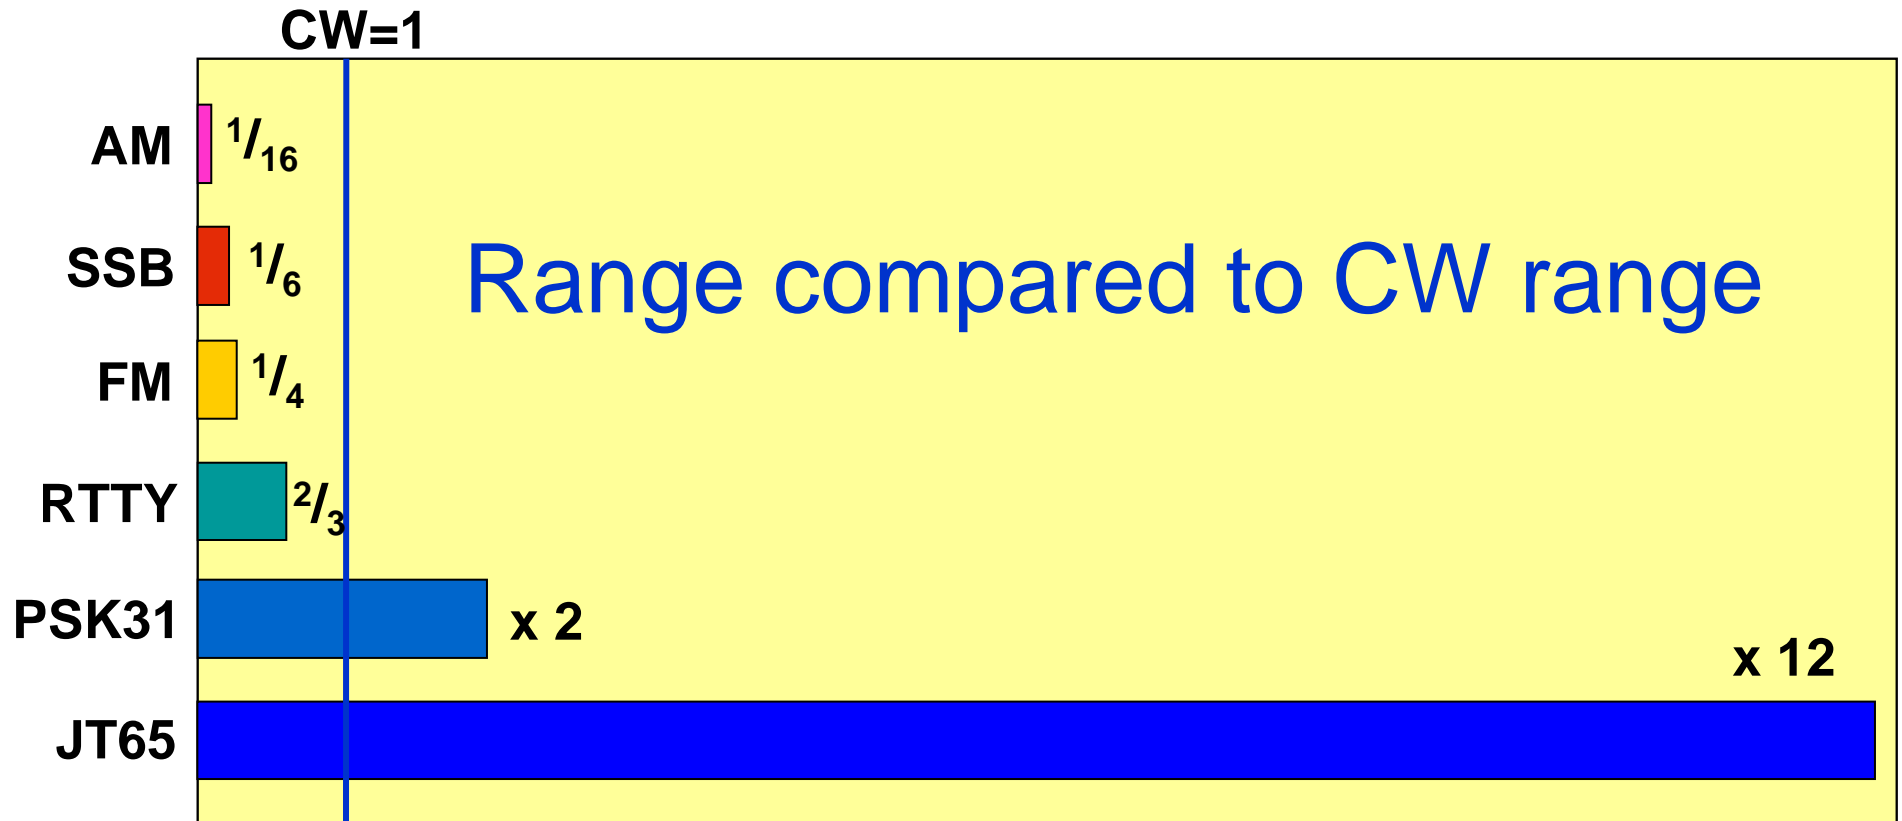 CW=1
AM 1/16
SSB 1/6
Range compared to CW range
FM 1/4
RTTY 2/3
PSK31 x 2
x 12
JT65